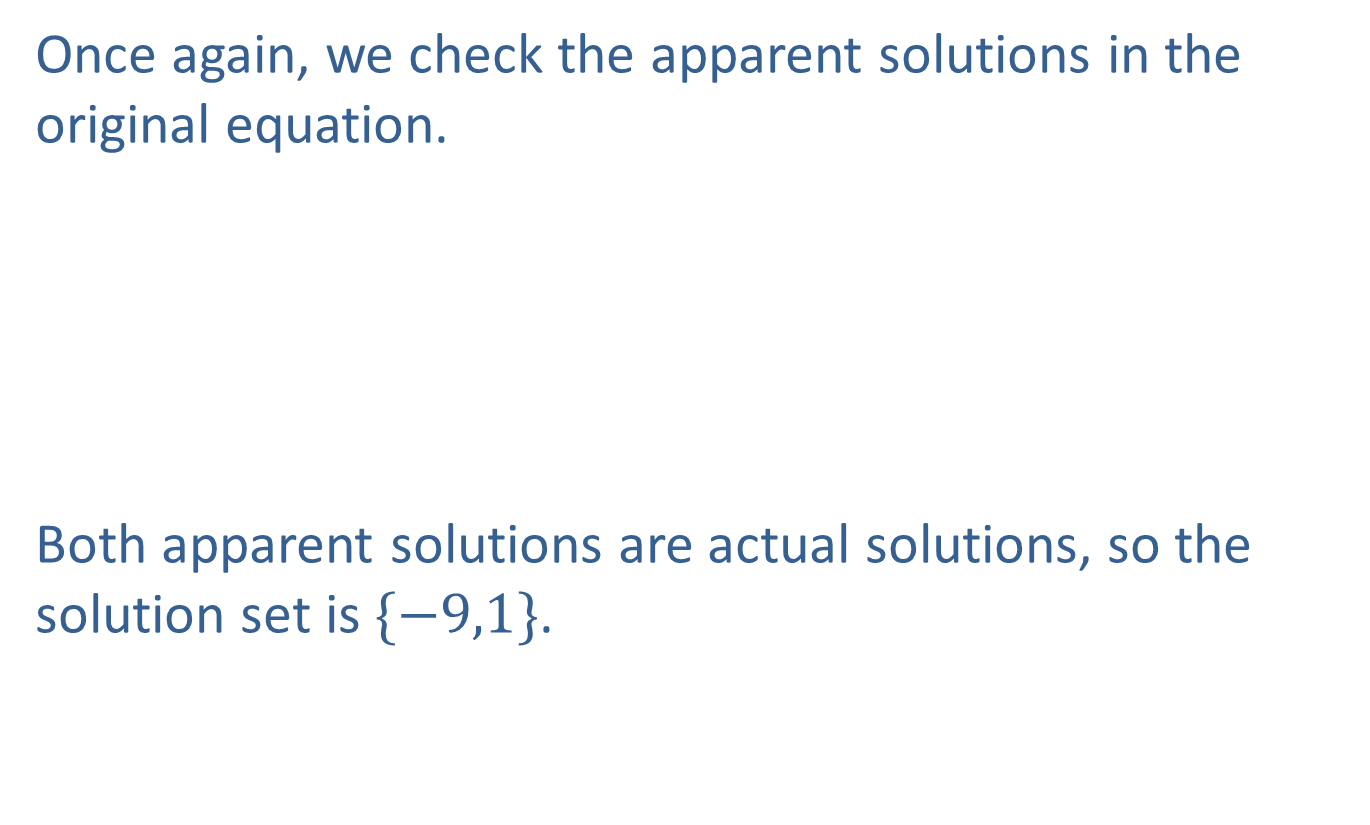 Once again, we check the apparent solutions in the
original equation.
Both apparent solutions are actual solutions, so the
solution set is {−9,1}.